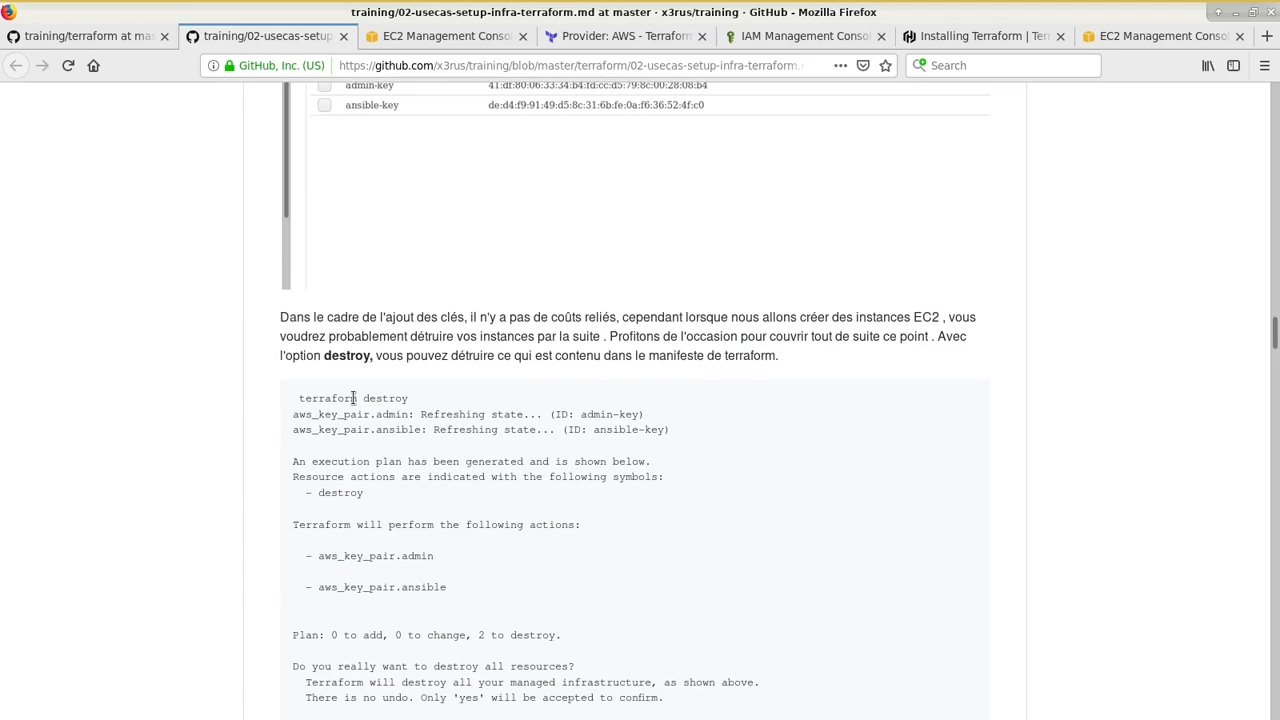 training/02-usecas-setup-infra-terraform.md at master · x3rus/training · GitHub - Mozilla Firefox
training/terraform at mas
training/02-usecas-setup
EC2 Management Conso
Provider: AWS - Terraform
IAM Management Conso
Installing Terraform | Te
EC2 Management Conso
GitHub, Inc. (US)
https://github.com/x3rus/training/blob/master/terraform/02-usecas-setup-infra-terraform.
Search
admin-key 41:df:80:06:33:34:b4:fd:cc:d5:79:8c:00:28:08:b4
ansible-key de:d4:f9:91:49:d5:8c:31:6b:fe:0a:f6:36:52:4f:c0
Dans le cadre de l'ajout des clés, il n'y a pas de coûts reliés, cependant lorsque nous allons créer des instances EC2 , vous
voudrez probablement détruire vos instances par la suite . Profitons de l'occasion pour couvrir tout de suite ce point . Avec
l'option destroy, vous pouvez détruire ce qui est contenu dans le manifeste de terraform.
terraform destroy
aws_key_pair.admin: Refreshing state... (ID: admin-key)
aws_key_pair.ansible: Refreshing state... (ID: ansible-key)
An execution plan has been generated and is shown below.
Resource actions are indicated with the following symbols:
- destroy
Terraform will perform the following actions:
- aws_key_pair.admin
- aws_key_pair.ansible
Plan: 0 to add, 0 to change, 2 to destroy.
Do you really want to destroy all resources?
Terraform will destroy all your managed infrastructure, as shown above.
There is no undo. Only 'yes' will be accepted to confirm.